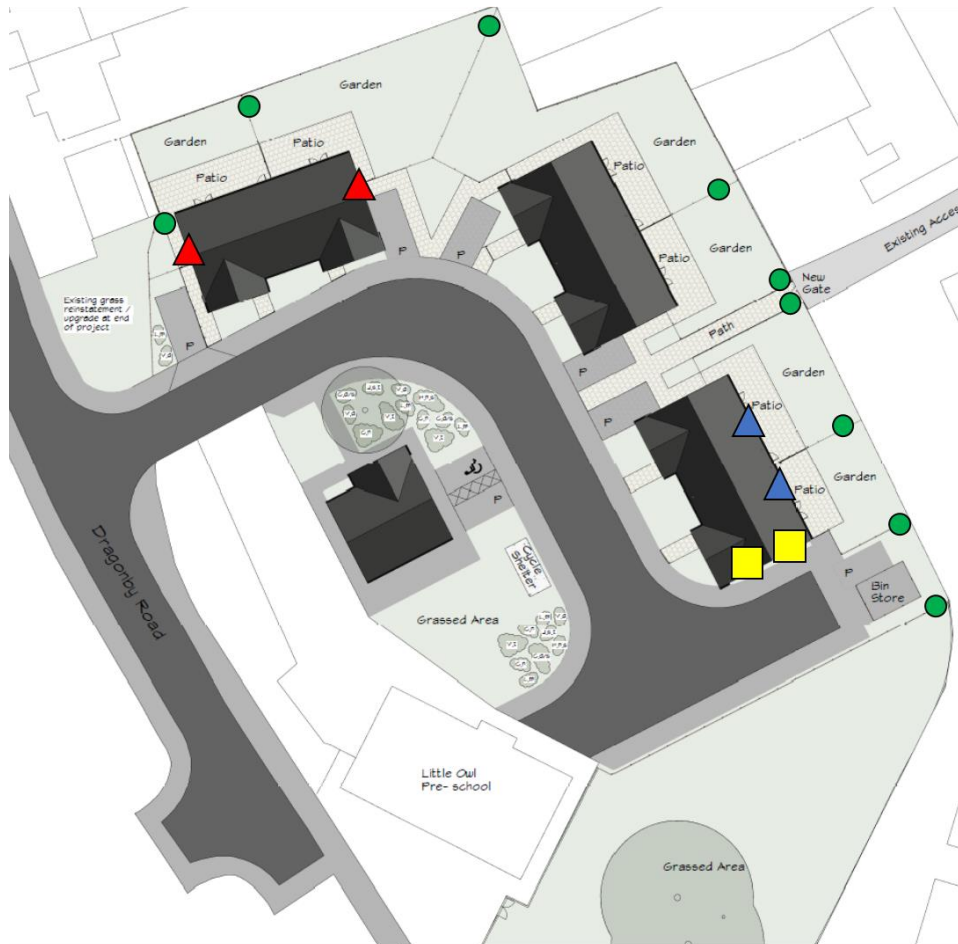 Garden
Garden
Patio
Patio
Garden
Patio
Existing Acces
P
P
Garden
Patio
New
Gate
Existing grass
reinstatement /
upgrade at end
of project
P
Path
P
Garden
P
Patio
Garden
Patio
P
Cycle
Shelter
P
Bin
Store
Dragonby Road
Grassed Area
Little Owl
Pre- school
Grassed Area